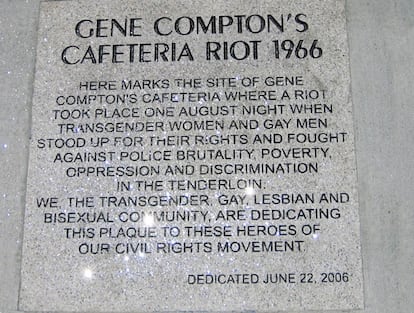 GENE COMPTON'S
CAFETERIA RIOT 1966
HERE MARKS THE SITE OF GENE
COMPTON'S CAFETERIA WHERE A RIOT
TOOK PLACE ONE AUGUST NIGHT WHEN
TRANSGENDER WOMEN AND GAY MEN
STOOD UP FOR THEIR RIGHTS AND FOUGHT
AGAINST POLICE BRUTALITY, POVERTY,
OPPRESSION AND DISCRIMINATION
IN THE TENDERLOIN.
WE, THE TRANSGENDER, GAY, LESBIAN AND
BISEXUAL COMMUNITY, ARE DEDICATING
THIS PLAQUE TO THESE HEROES OF
OUR CIVIL RIGHTS MOVEMENT
DEDICATED JUNE 22, 2006